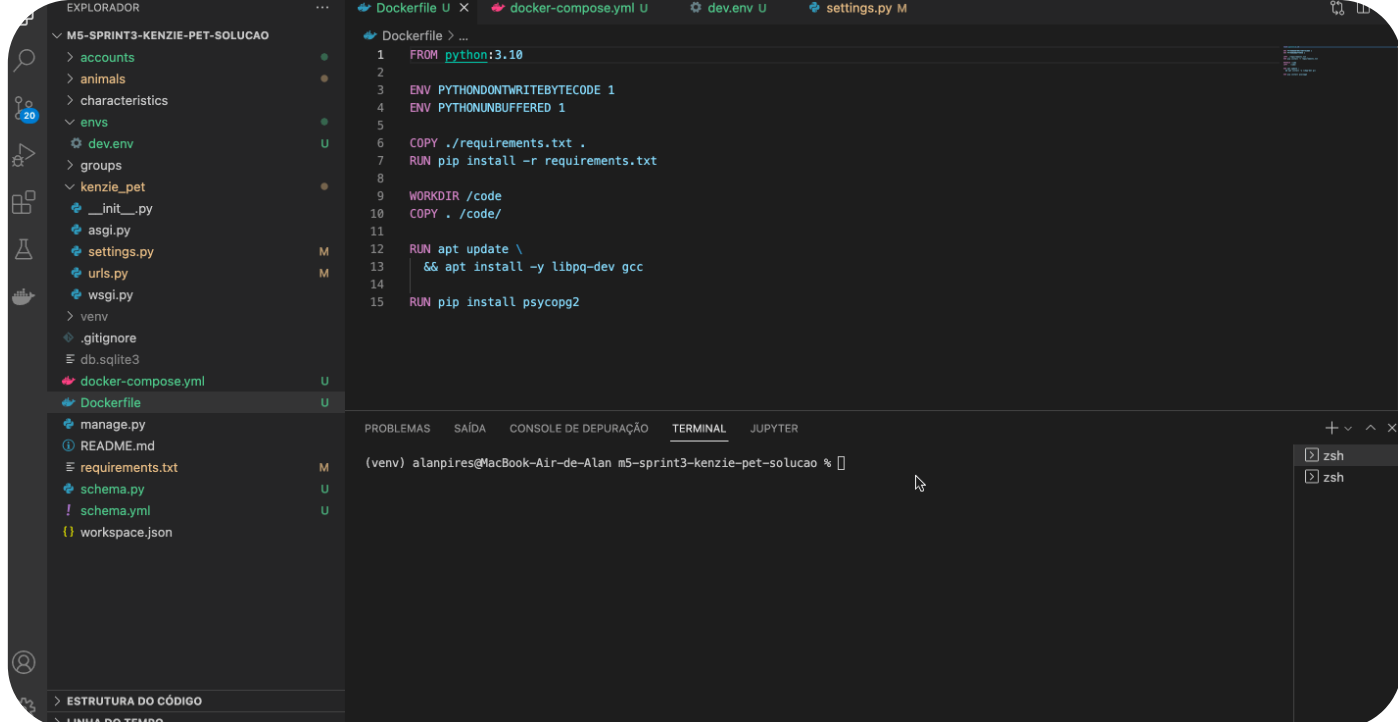 EXPLORADOR
M5-SPRINT3-KENZIE-PET-SOLUCAO
accounts
animals
characteristics
envs
dev.env U
groups
kenzie_pet
__init__.py
asgi.py
settings.py M
urls.py M
wsgi.py
venv
.gitignore
db.sqlite3
docker-compose.yml U
Dockerfile U
manage.py
README.md
requirements.txt M
schema.py U
schema.yml U
workspace.json
ESTRUTURA DO CÓDIGO
LINHA DO TEMPO
20
Dockerfile U docker-compose.yml U dev.env U settings.py M
Dockerfile > ...
1 FROM python:3.10
2
3 ENV PYTHONDONTWRITEBYTECODE 1
4 ENV PYTHONUNBUFFERED 1
5
6 COPY ./requirements.txt .
7 RUN pip install -r requirements.txt
8
9 WORKDIR /code
10 COPY . /code/
11
12 RUN apt update \
13 && apt install -y libpq-dev gcc
14
15 RUN pip install psycopg2
PROBLEMAS SAÍDA CONSOLE DE DEPURAÇÃO TERMINAL JUPYTER
(venv) alanpires@MacBook-Air-de-Alan m5-sprint3-kenzie-pet-solucao %
zsh
zsh